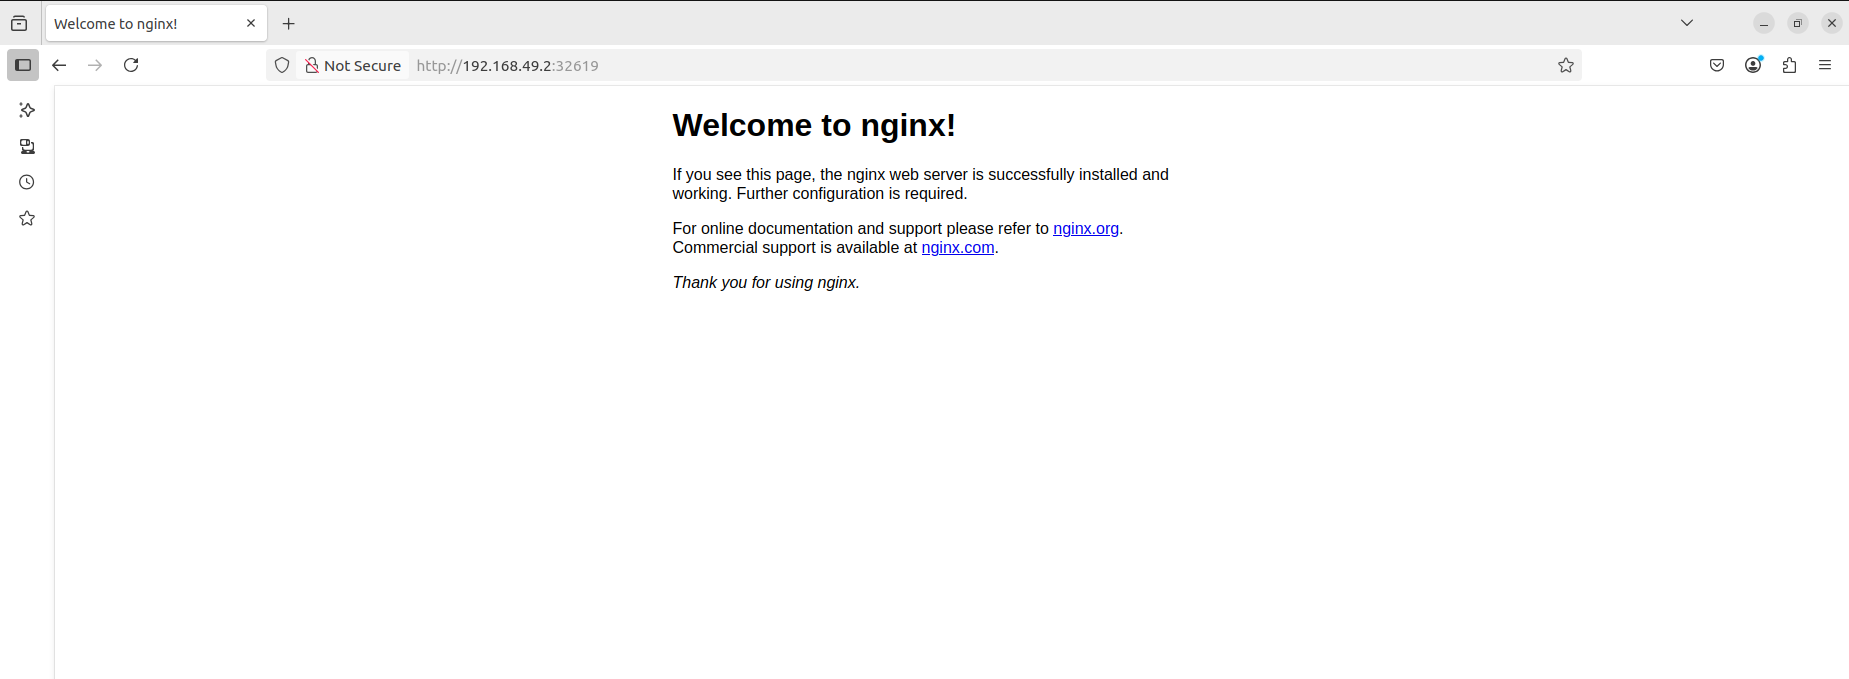 Welcome to nginx!
Not Secure http://192.168.49.2:32619
Welcome to nginx!
If you see this page, the nginx web server is successfully installed and
working. Further configuration is required.
For online documentation and support please refer to nginx.org.
Commercial support is available at nginx.com.
Thank you for using nginx.